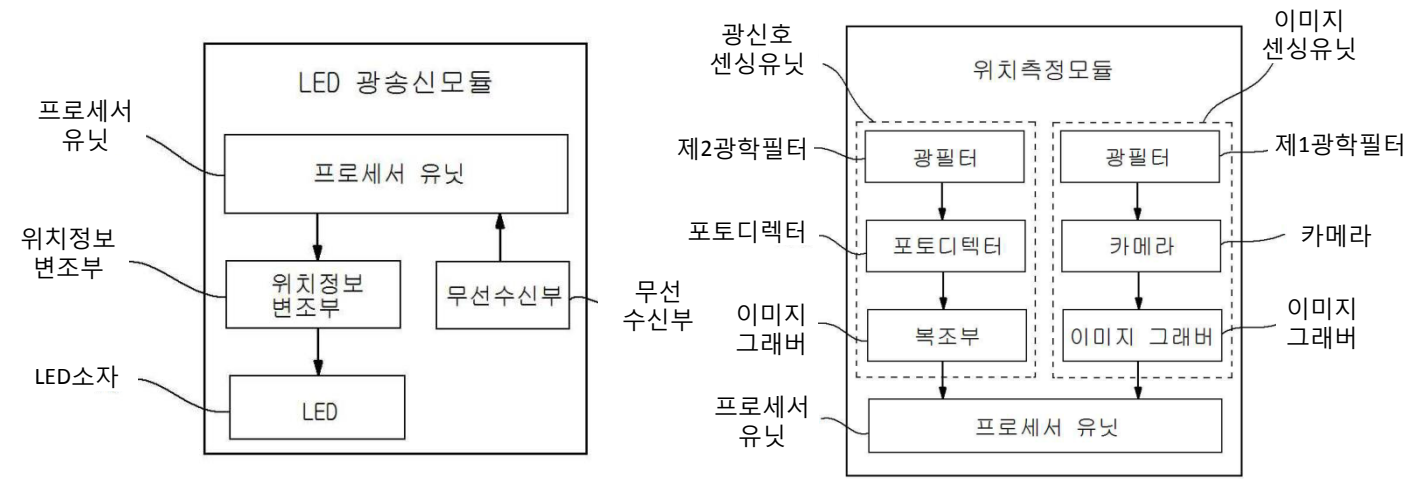 LED 광송신모듈
프로세서
유닛
프로세서 유닛
위치정보
변조부
위치정보
변조부
무선수신부
무선
수신부
LED소자
LED
광신호
센싱유닛
위치측정모듈
이미지
센싱유닛
제2광학필터
광필터
광필터
제1광학필터
포토디렉터
포토디텍터
카메라
카메라
이미지
그래버
복조부
이미지 그래버
이미지
그래버
프로세서
유닛
프로세서 유닛